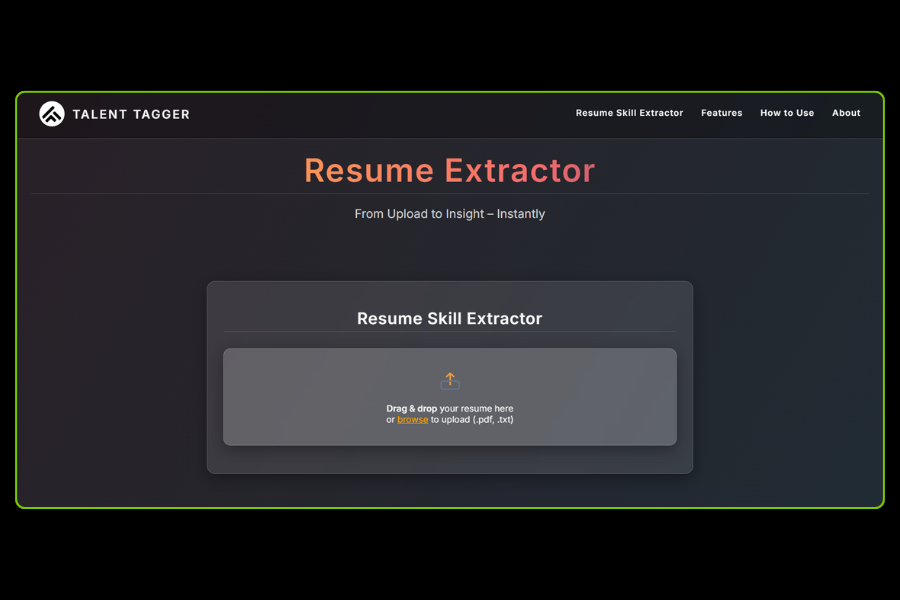 TALENT TAGGER
Resume Skill Extractor Features How to Use About
Resume Extractor
From Upload to Insight – Instantly
Resume Skill Extractor
Drag & drop your resume here
or browse to upload (.pdf, .txt)